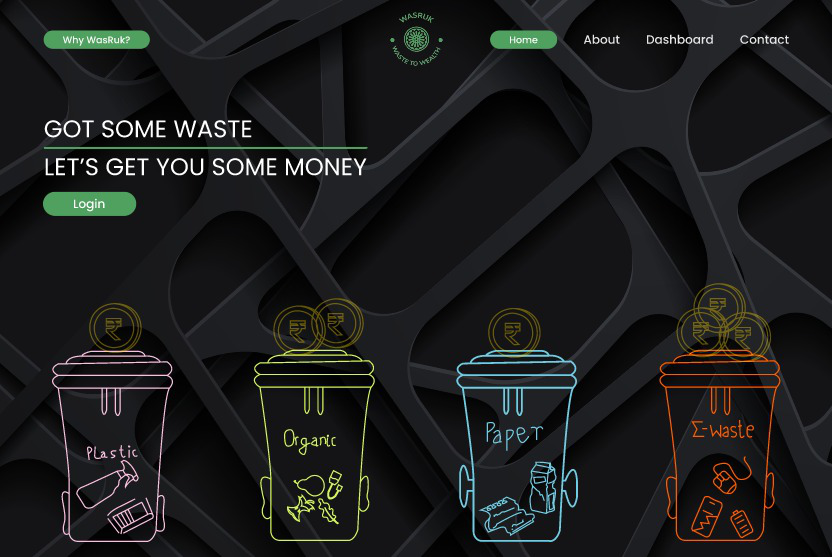 Why WasRuk?
WASRUK
WASTE TO WEALTH
Home
About
Dashboard
Contact
GOT SOME WASTE
LET'S GET YOU SOME MONEY
Login
₹
₹ ₹
₹
₹
₹ ₹
Plastic
Organic
Paper
E-waste